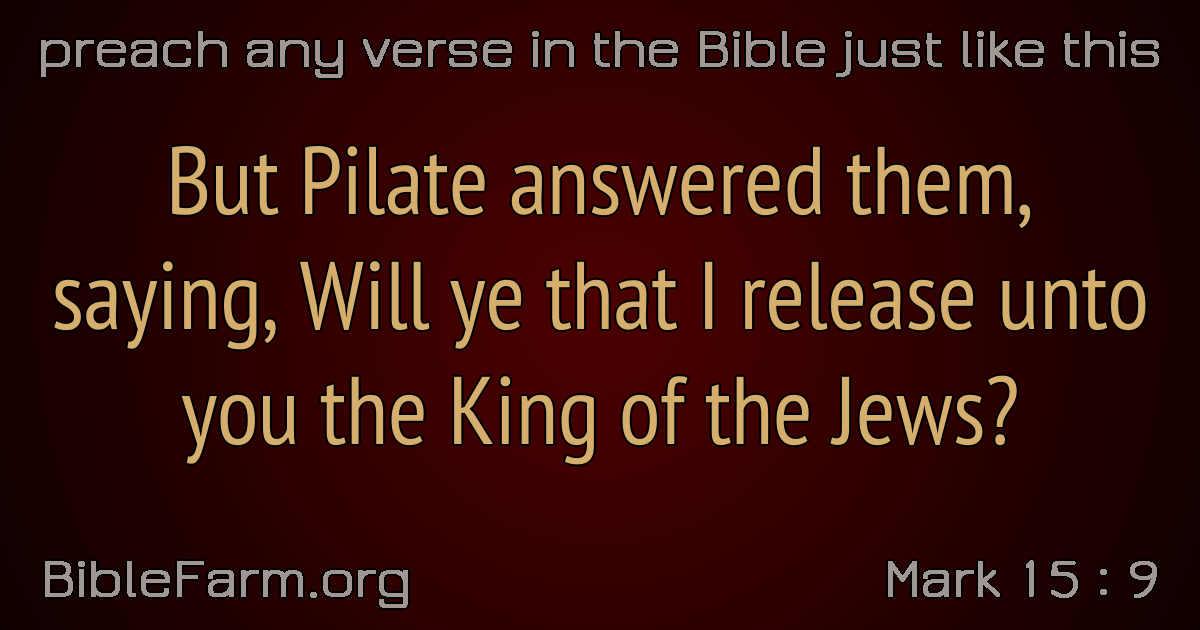 preach any verse in the Bible just like this
But Pilate answered them,
saying, Will ye that I release unto
you the King of the Jews?
BibleFarm.org
Mark 15 : 9